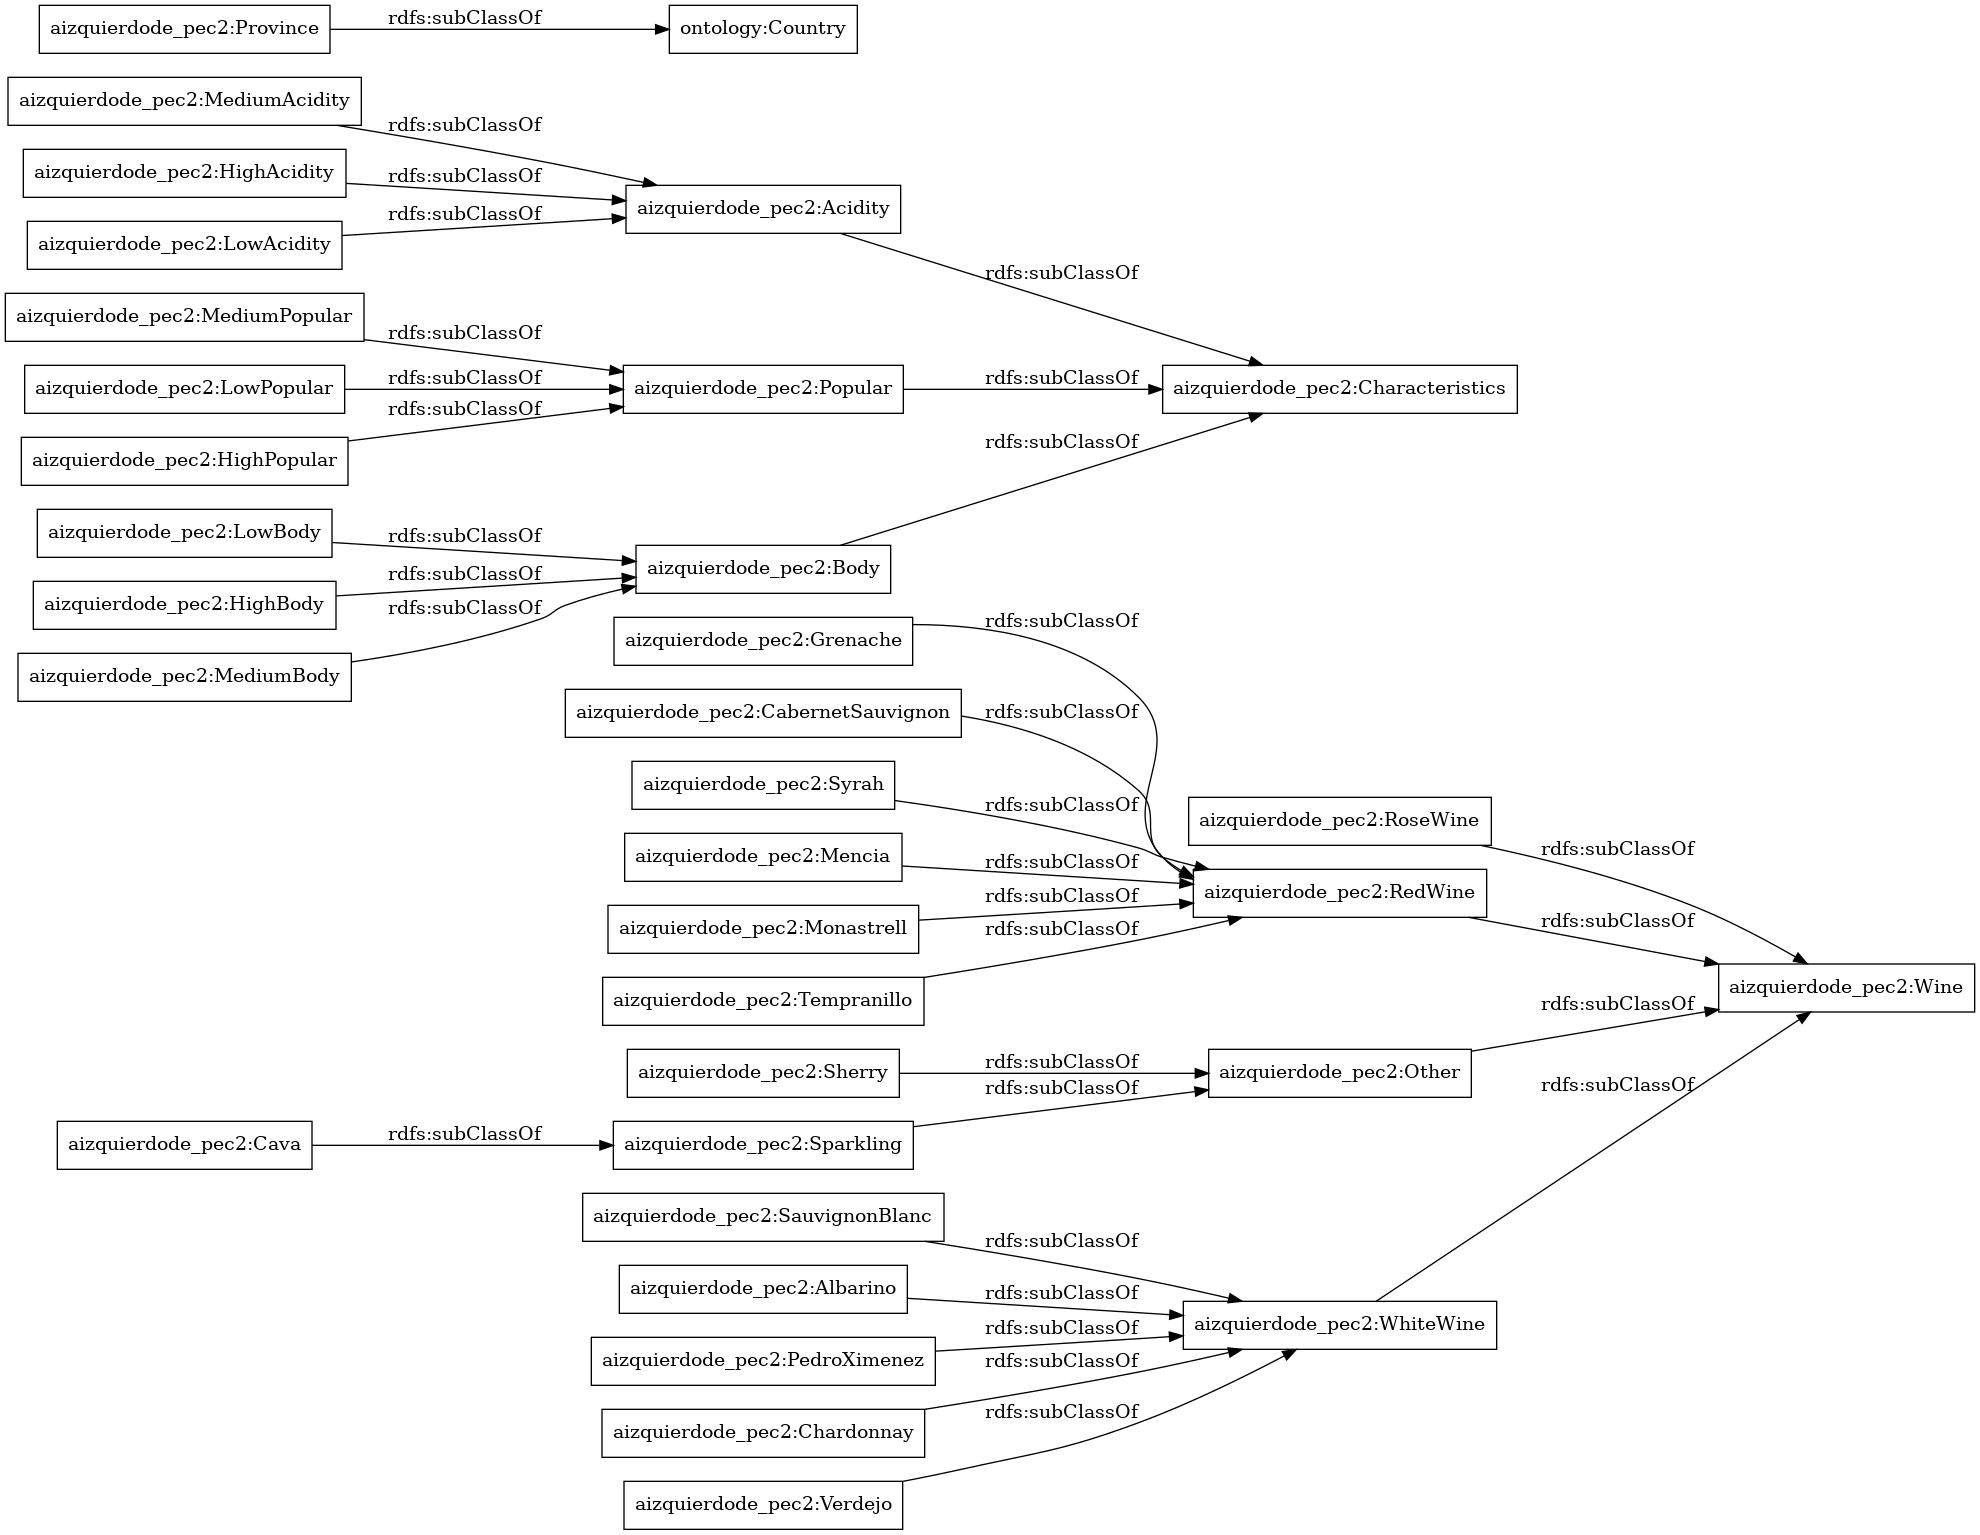 aizquierdode_pec2:Province
rdfs:subClassOf
ontology:Country
aizquierdode_pec2:MediumAcidity
rdfs:subClassOf
aizquierdode_pec2:HighAcidity
rdfs:subClassOf
aizquierdode_pec2:Acidity
rdfs:subClassOf
aizquierdode_pec2:LowAcidity
rdfs:subClassOf
aizquierdode_pec2:MediumPopular
rdfs:subClassOf
aizquierdode_pec2:LowPopular
rdfs:subClassOf
aizquierdode_pec2:Popular
rdfs:subClassOf
aizquierdode_pec2:Characteristics
rdfs:subClassOf
aizquierdode_pec2:HighPopular
rdfs:subClassOf
aizquierdode_pec2:LowBody
rdfs:subClassOf
aizquierdode_pec2:Body
rdfs:subClassOf
aizquierdode_pec2:HighBody
rdfs:subClassOf
aizquierdode_pec2:MediumBody
aizquierdode_pec2:Grenache
rdfs:subClassOf
aizquierdode_pec2:CabernetSauvignon
rdfs:subClassOf
aizquierdode_pec2:Syrah
rdfs:subClassOf
aizquierdode_pec2:RoseWine
rdfs:subClassOf
aizquierdode_pec2:Mencia
rdfs:subClassOf
aizquierdode_pec2:RedWine
rdfs:subClassOf
aizquierdode_pec2:Monastrell
rdfs:subClassOf
aizquierdode_pec2:Tempranillo
rdfs:subClassOf
aizquierdode_pec2:Wine
aizquierdode_pec2:Sherry
rdfs:subClassOf
aizquierdode_pec2:Other
rdfs:subClassOf
aizquierdode_pec2:Cava
rdfs:subClassOf
aizquierdode_pec2:Sparkling
rdfs:subClassOf
aizquierdode_pec2:SauvignonBlanc
rdfs:subClassOf
aizquierdode_pec2:Albarino
rdfs:subClassOf
aizquierdode_pec2:WhiteWine
rdfs:subClassOf
aizquierdode_pec2:PedroXimenez
rdfs:subClassOf
aizquierdode_pec2:Chardonnay
rdfs:subClassOf
aizquierdode_pec2:Verdejo
rdfs:subClassOf